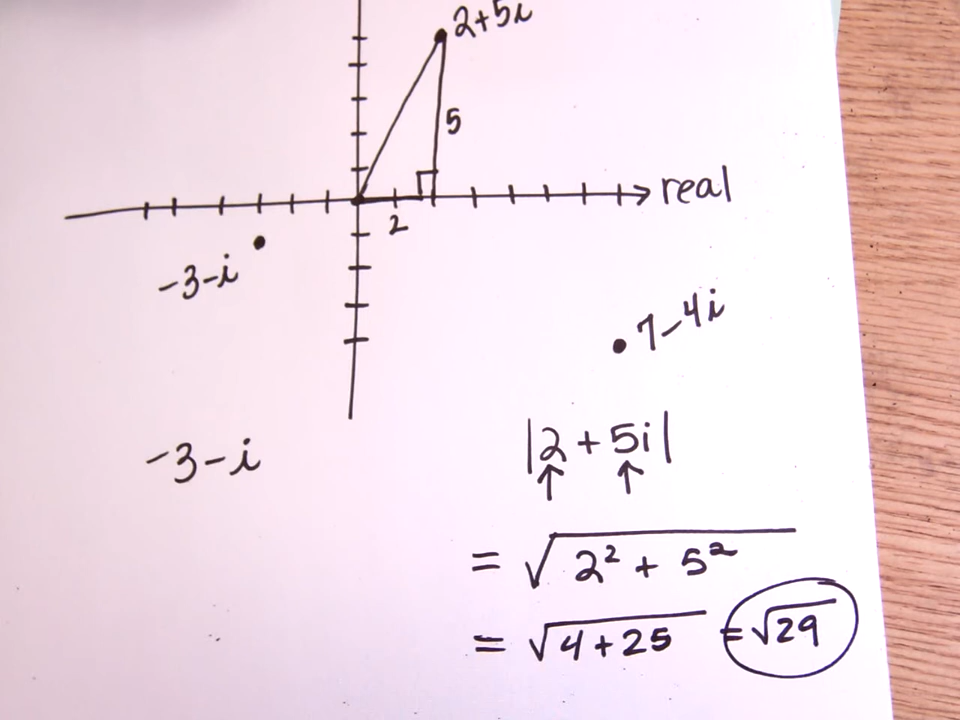 2+5i
5
real
2
-3-i
7-4i
-3-i
|2 + 5i|
= √2² + 5²
= √4+25 = √29